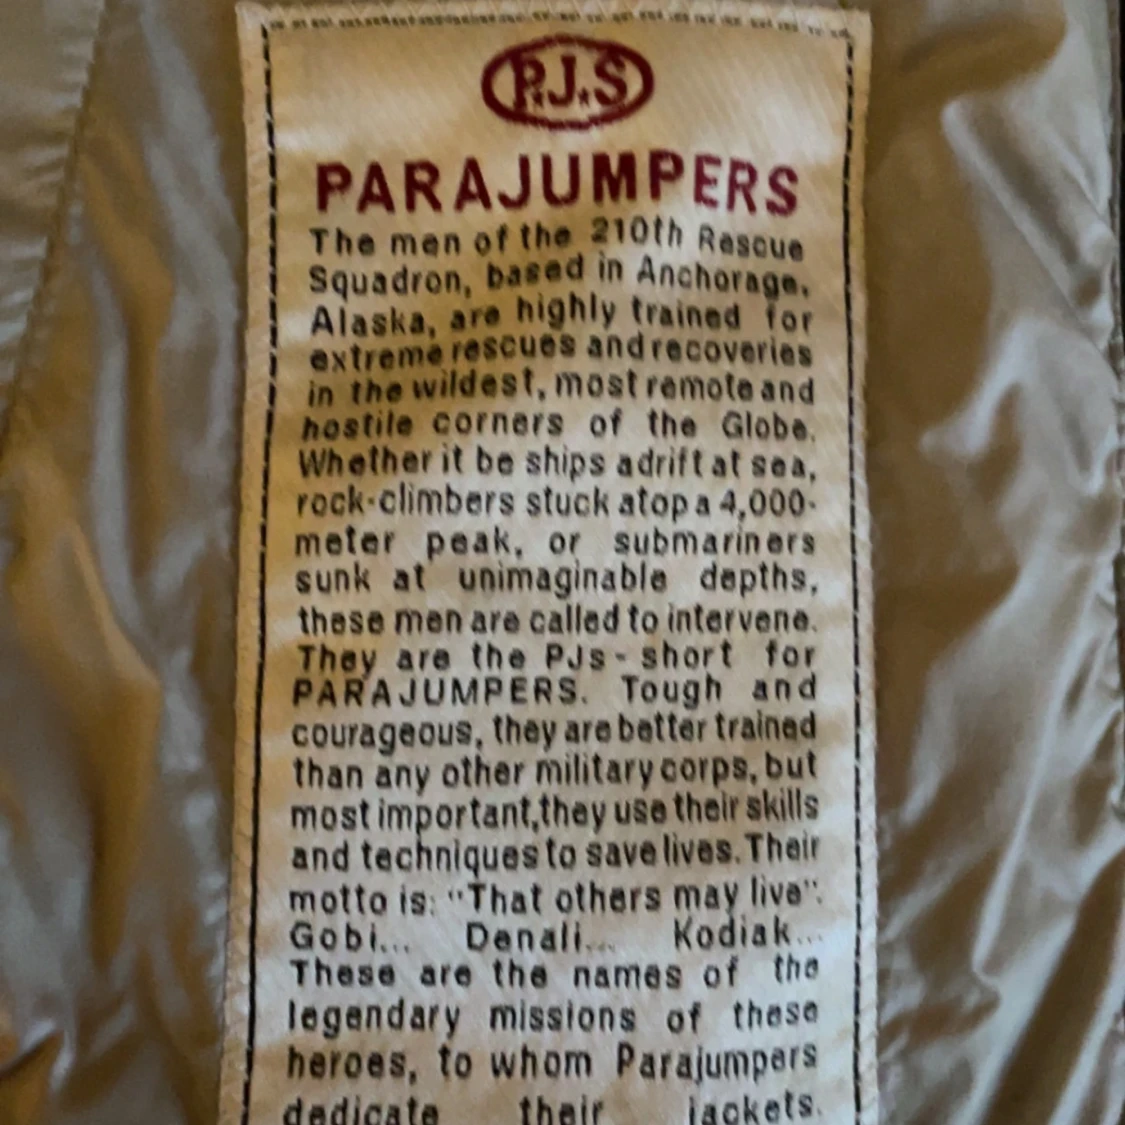 P.J.S
PARAJUMPERS
The men of the 210th Rescue
Squadron, based in Anchorage,
Alaska, are highly trained for
extreme rescues and recoveries
in the wildest, most remote and
hostile corners of the Globe.
Whether it be ships adrift at sea,
rock-climbers stuck atop a 4,000-
meter peak, or submariners
sunk at unimaginable depths,
these men are called to intervene.
They are the PJs - short for
PARAJUMPERS. Tough and
courageous, they are better trained
than any other military corps, but
most important,they use their skills
and techniques to save lives. Their
motto is: "That others may live".
Gobi... Denali... Kodiak...
These are the names of the
legendary missions of these
heroes, to whom Parajumpers
dedicate their jackets.